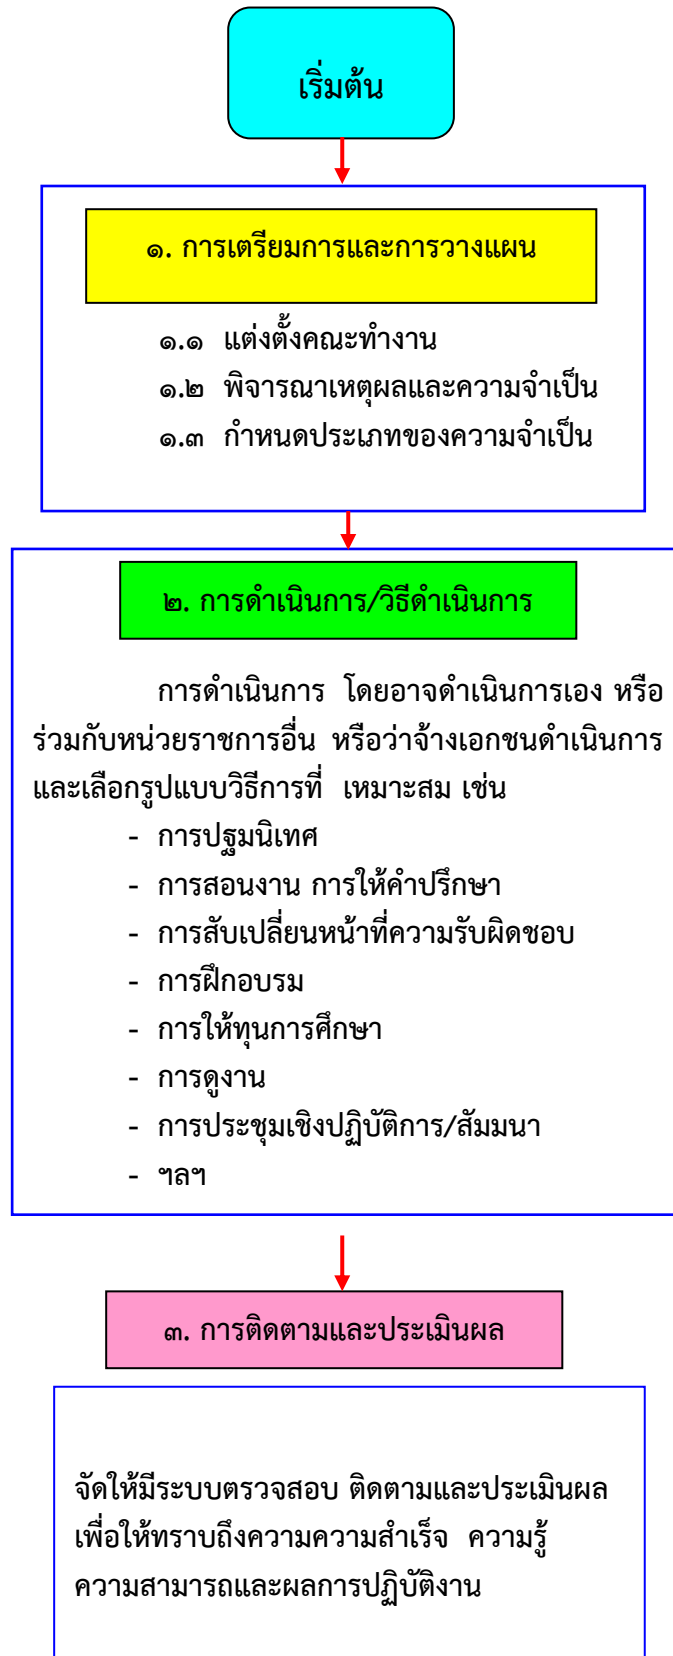 เริ่มต้น
๑. การเตรียมการและการวางแผน
๑.๑ แต่งตั้งคณะทำงาน
๑.๒ พิจารณาเหตุผลและความจำเป็น
๑.๓ กำหนดประเภทของความจำเป็น
๒. การดำเนินการ/วิธีดำเนินการ
การดำเนินการ โดยอาจดำเนินการเอง หรือ
ร่วมกับหน่วยราชการอื่น หรือว่าจ้างเอกชนดำเนินการ
และเลือกรูปแบบวิธีการที่ เหมาะสม เช่น
- การปฐมนิเทศ
- การสอนงาน การให้คำปรึกษา
- การสับเปลี่ยนหน้าที่ความรับผิดชอบ
- การฝึกอบรม
- การให้ทุนการศึกษา
- การดูงาน
- การประชุมเชิงปฏิบัติการ/สัมมนา
- ฯลฯ
๓. การติดตามและประเมินผล
จัดให้มีระบบตรวจสอบ ติดตามและประเมินผล
เพื่อให้ทราบถึงความความสำเร็จ ความรู้
ความสามารถและผลการปฏิบัติงาน